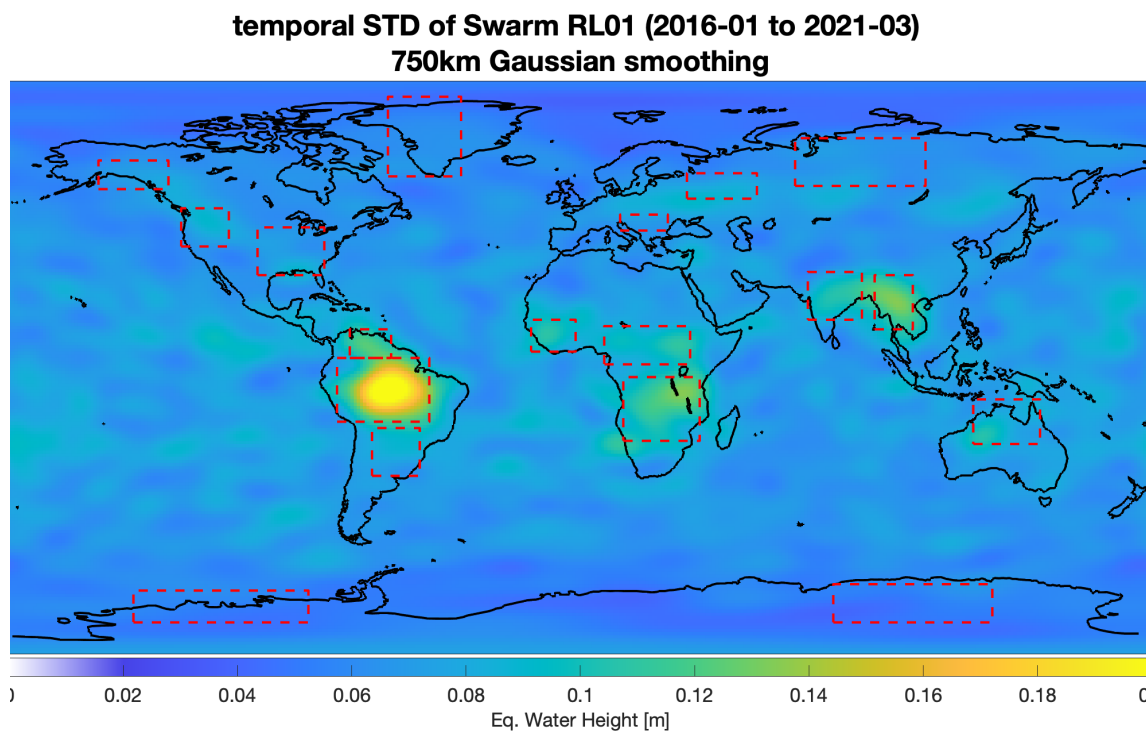 temporal STD of Swarm RL01 (2016-01 to 2021-03)
750km Gaussian smoothing
0.02 0.04 0.06 0.08 0.1 0.12 0.14 0.16 0.18
Eq. Water Height [m]